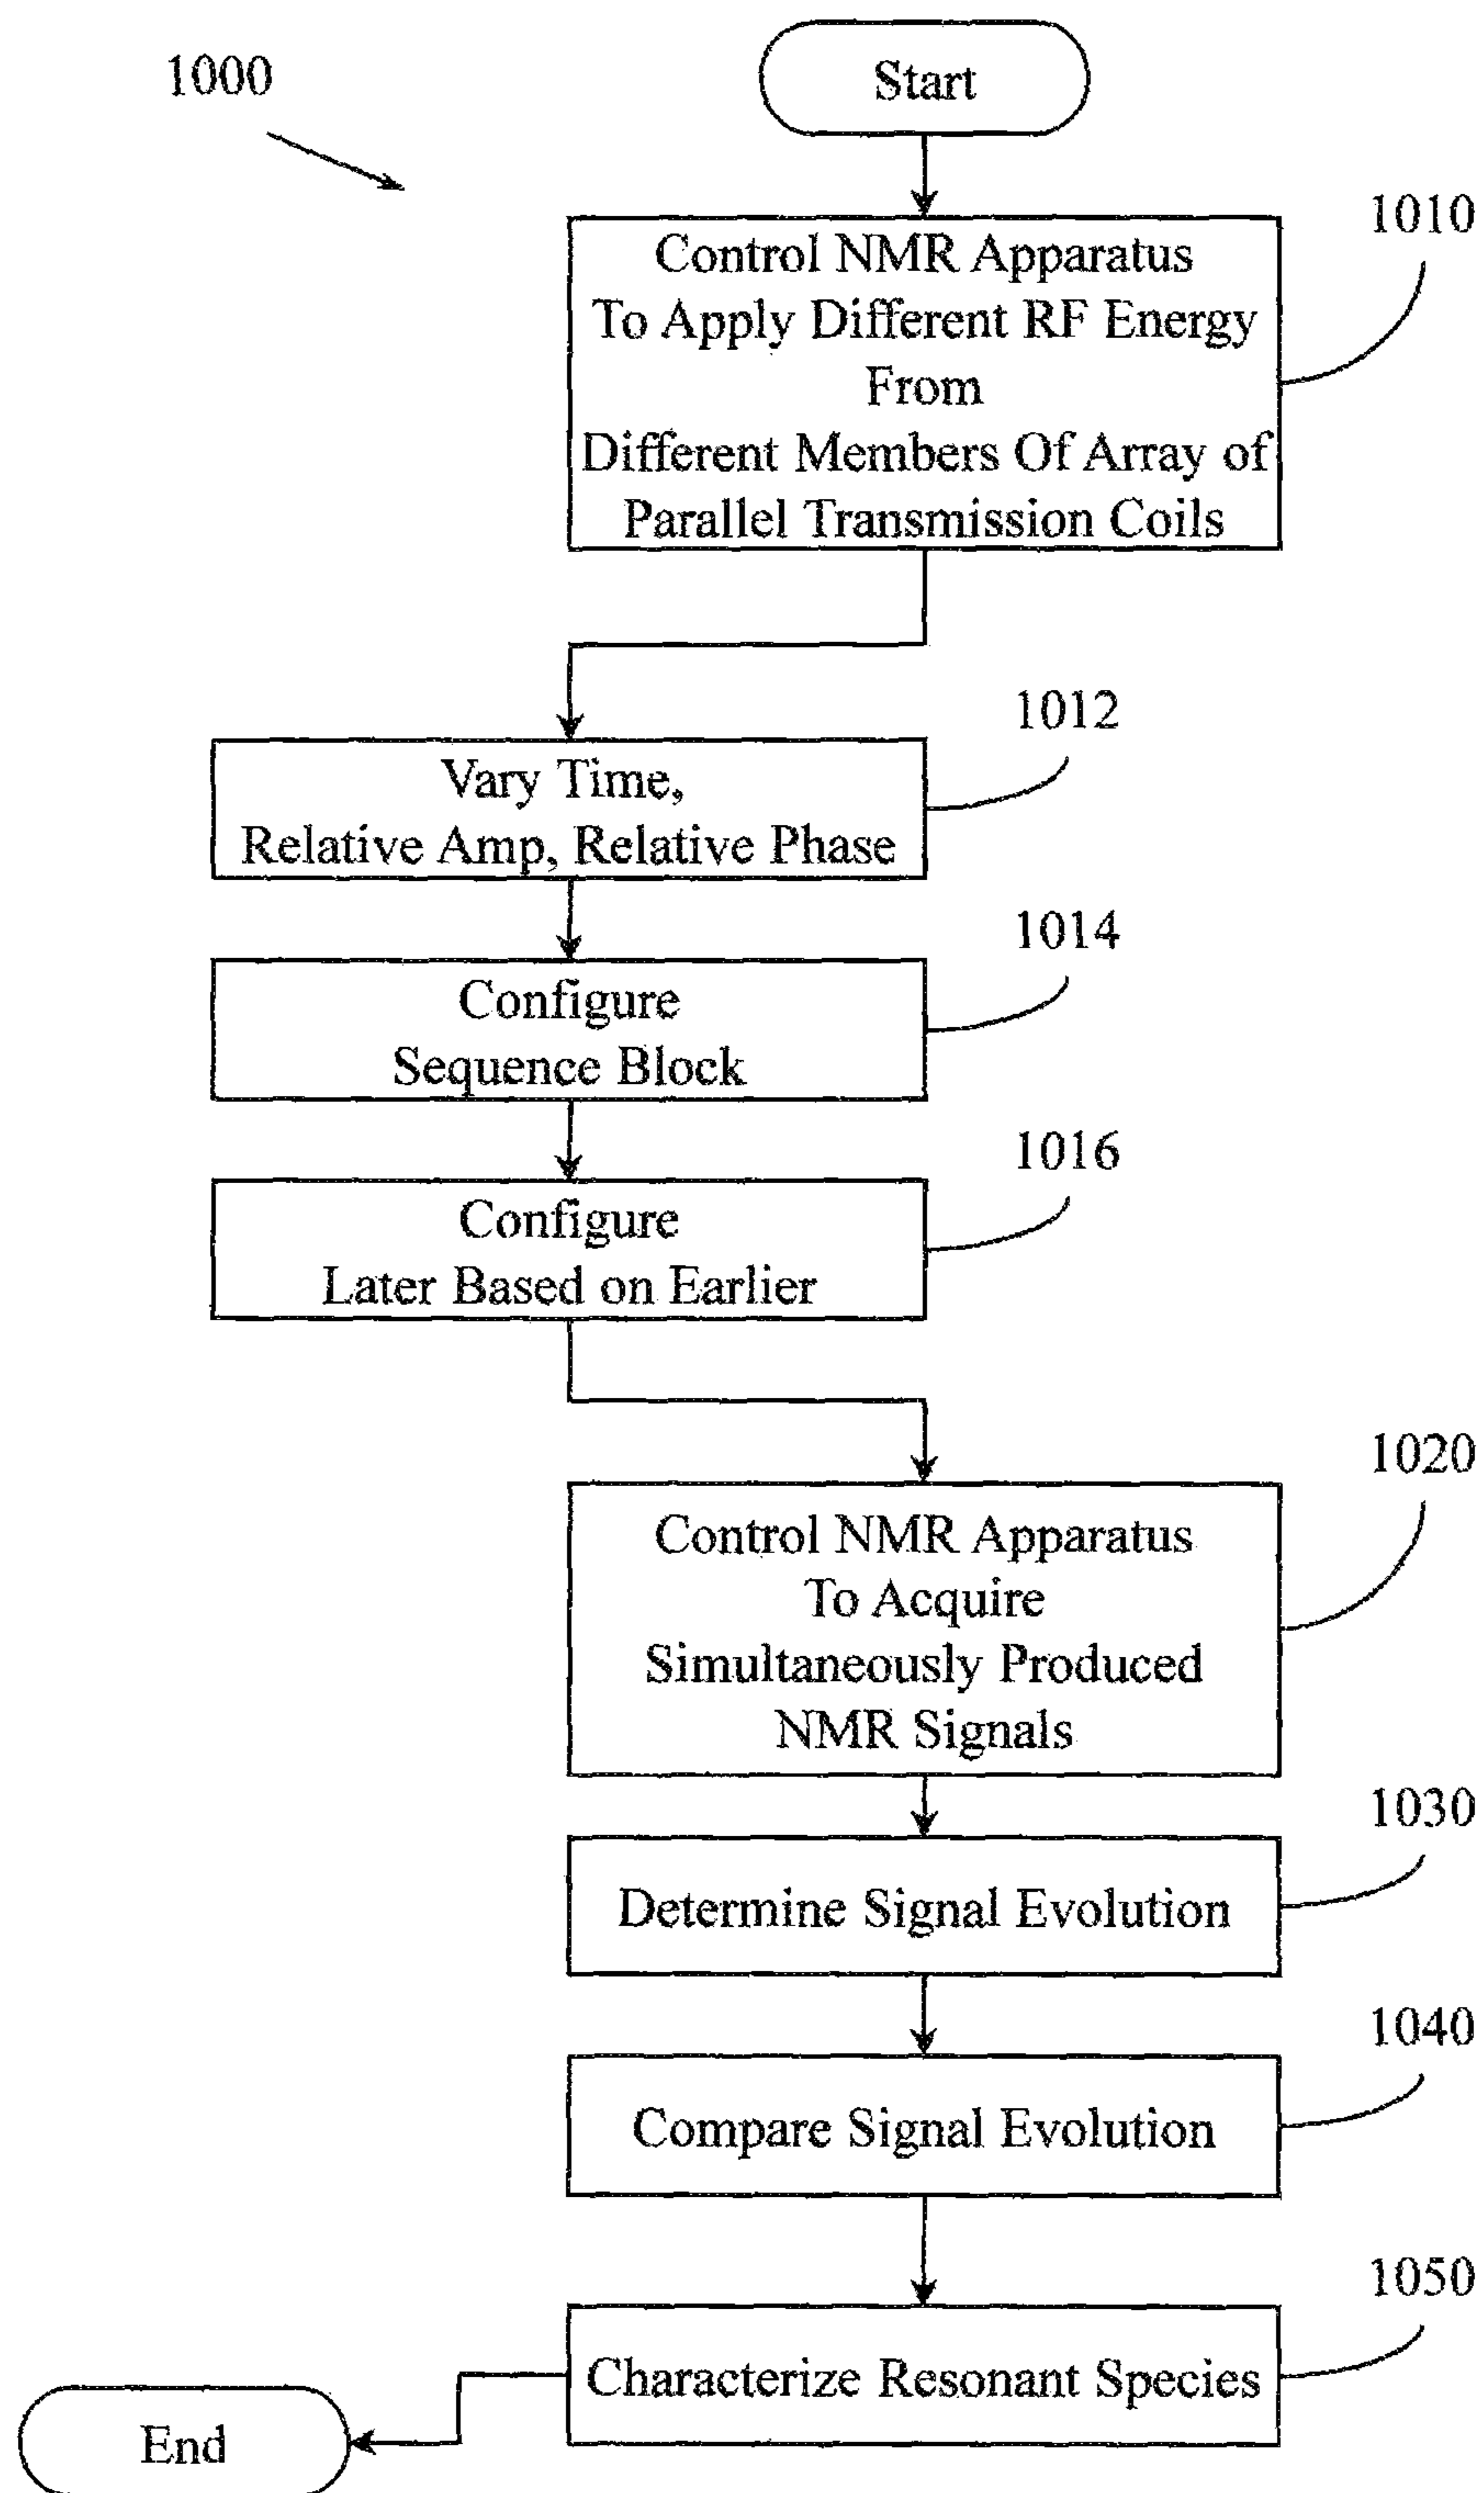 1000
Start
1010
Control NMR Apparatus
To Apply Different RF Energy
From
Different Members Of Array of
Parallel Transmission Coils
1012
Vary Time,
Relative Amp, Relative Phase
1014
Configure
Sequence Block
1016
Configure
Later Based on Earlier
1020
Control NMR Apparatus
To Acquire
Simultaneously Produced
NMR Signals
1030
Determine Signal Evolution
1040
Compare Signal Evolution
1050
Characterize Resonant Species
End